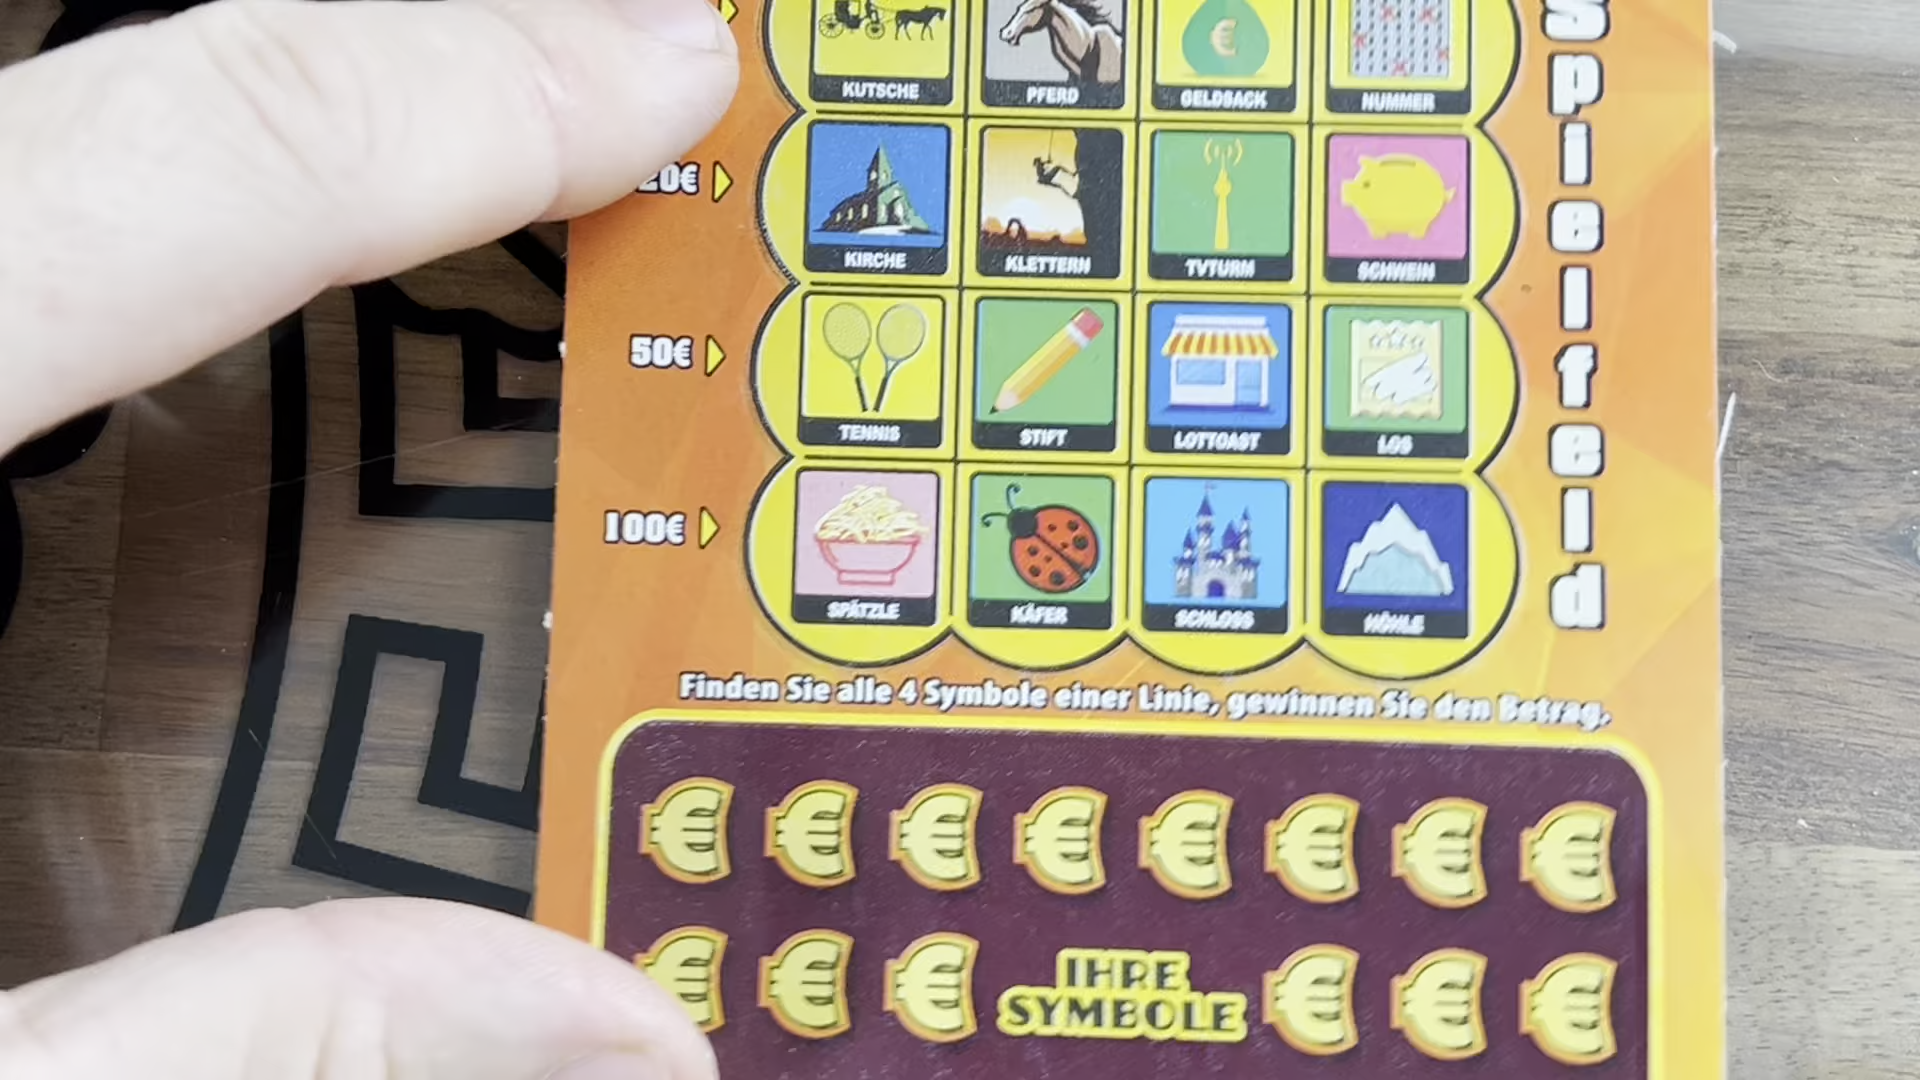 KUTSCHE PFERD GELDSACK NUMMER
20€ KIRCHE KLETTERN TVTURM SCHWEIN
50€ TENNIS STIFT LOTTOAST LOS
100€ SPÄTZLE KÄFER SCHLOSS HÖHLE
Spielfeld
Finden Sie alle 4 Symbole einer Linie, gewinnen Sie den Betrag.
€ € € € € € € €
€ € € IHRE € € €
SYMBOLE